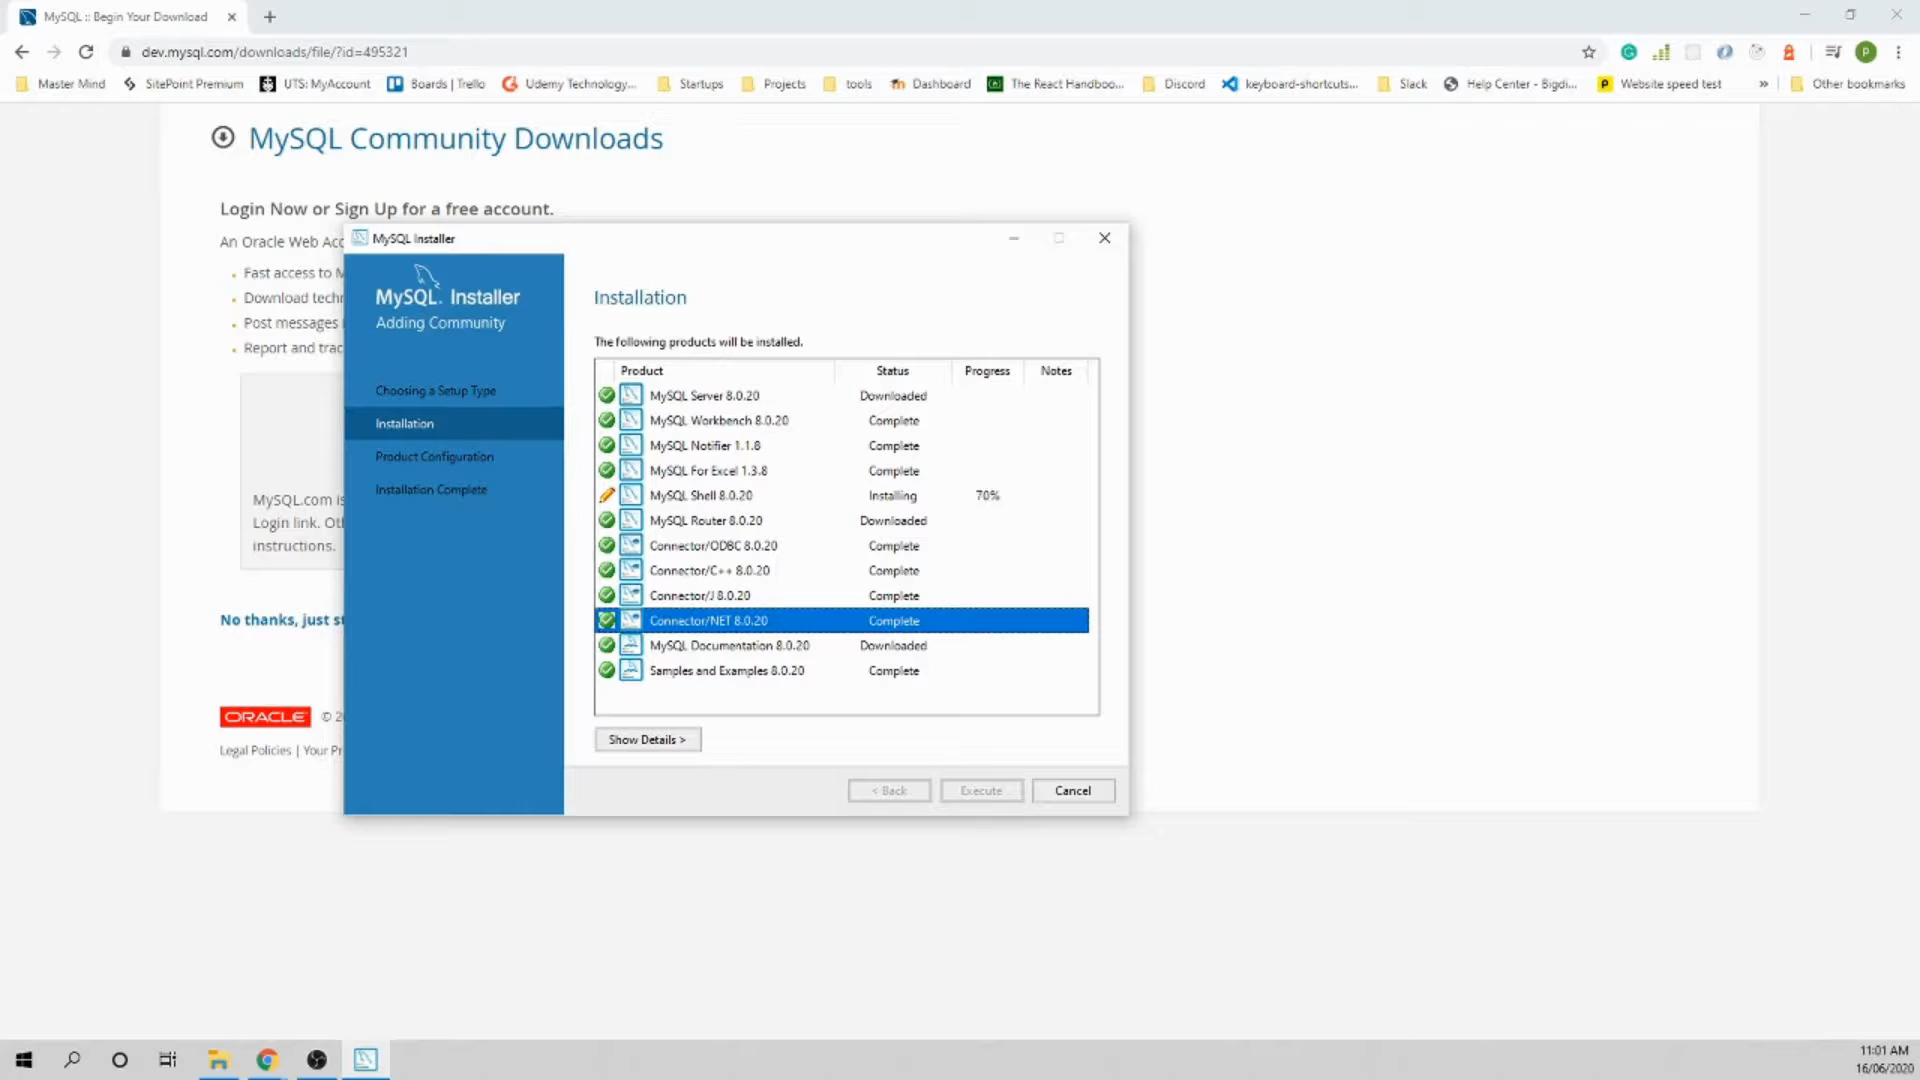 MySQL :: Begin Your Download
dev.mysql.com/downloads/file/?id=495321
P
Master Mind
SitePoint Premium
UTS: MyAccount
Boards | Trello
Udemy Technology...
Startups
Projects
tools
Dashboard
The React Handboo...
Discord
keyboard-shortcuts...
Slack
Help Center - Bigdi...
Website speed test
»
Other bookmarks
MySQL Community Downloads
Login Now or Sign Up for a free account.
An Oracle Web Acc
Fast access to M
Download techn
Post messages
Report and trac
MySQL.com is
Login link. Oth
instructions.
No thanks, just st
ORACLE © 20
Legal Policies | Your Pr
MySQL Installer
MySQL. Installer
Adding Community
Choosing a Setup Type
Installation
Product Configuration
Installation Complete
Installation
The following products will be installed.
Product Status Progress Notes
MySQL Server 8.0.20 Downloaded
MySQL Workbench 8.0.20 Complete
MySQL Notifier 1.1.8 Complete
MySQL For Excel 1.3.8 Complete
MySQL Shell 8.0.20 Installing 70%
MySQL Router 8.0.20 Downloaded
Connector/ODBC 8.0.20 Complete
Connector/C++ 8.0.20 Complete
Connector/J 8.0.20 Complete
Connector/NET 8.0.20 Complete
MySQL Documentation 8.0.20 Downloaded
Samples and Examples 8.0.20 Complete
Show Details >
< Back Execute Cancel
11:01 AM
16/06/2020